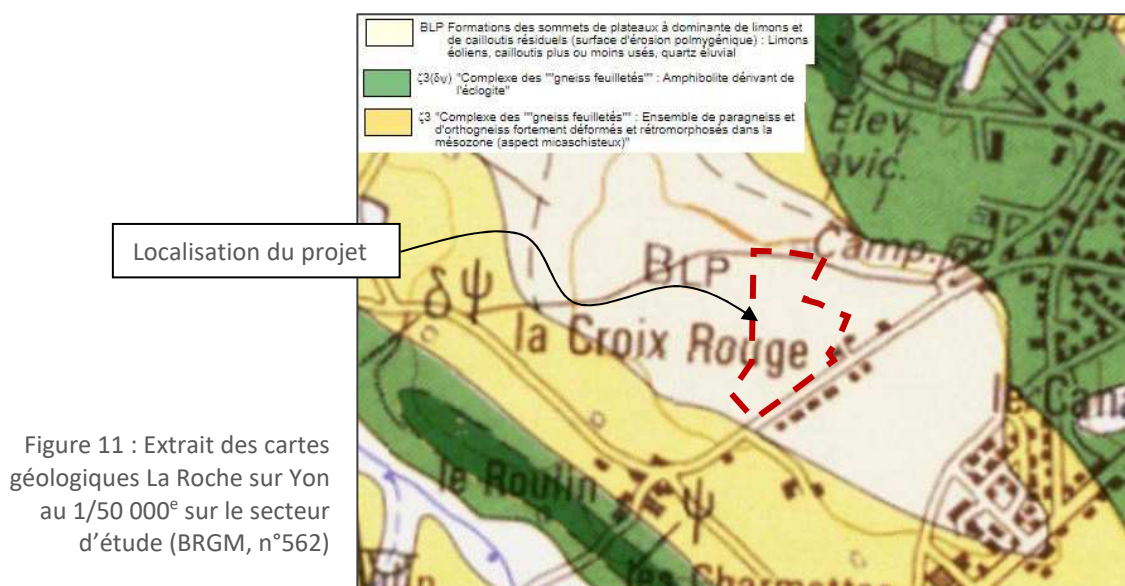 BLP Formations des sommets de plateaux à dominante de limons et
de cailloutis résiduels (surface d'érosion polmygénique) : Limons
éoliens, cailloutis plus ou moins usés, quartz éluvial
ζ3(δψ) "Complexe des ""gneiss feuilletés"" : Amphibolite dérivant de
l'éclogite"
ζ3 "Complexe des ""gneiss feuilletés"" : Ensemble de paragneiss et
d'orthogneiss fortement déformés et rétromorphosés dans la
mésozone (aspect micaschisteux)"
Elev.
avic.
Localisation du projet
Camp.
BLP
δψ
la Croix Rouge
le Cana
Figure 11 : Extrait des cartes
géologiques La Roche sur Yon
au 1/50 000e sur le secteur
d'étude (BRGM, n°562)
le Roulin
ψ
les Charmettes